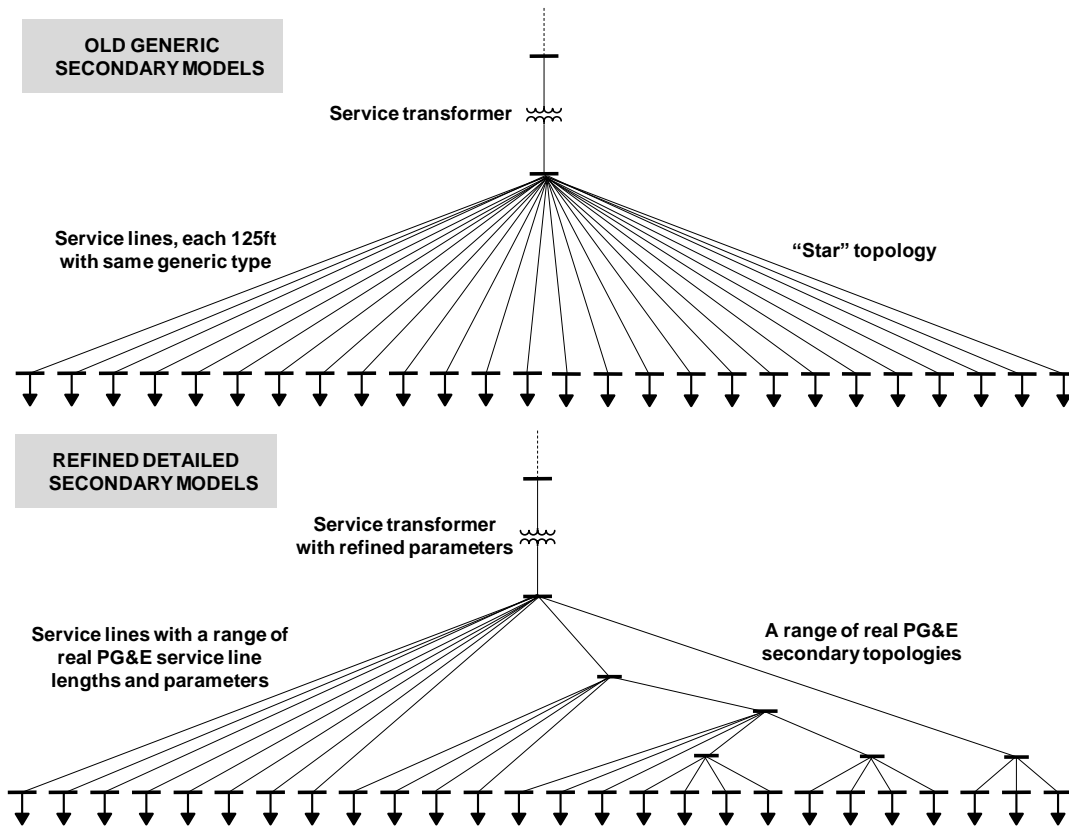 OLD GENERIC
SECONDARY MODELS
Service transformer
Service lines, each 125ft
with same generic type
“Star” topology
REFINED DETAILED
SECONDARY MODELS
Service transformer
with refined parameters
Service lines with a range of
real PG&E service line
lengths and parameters
A range of real PG&E
secondary topologies